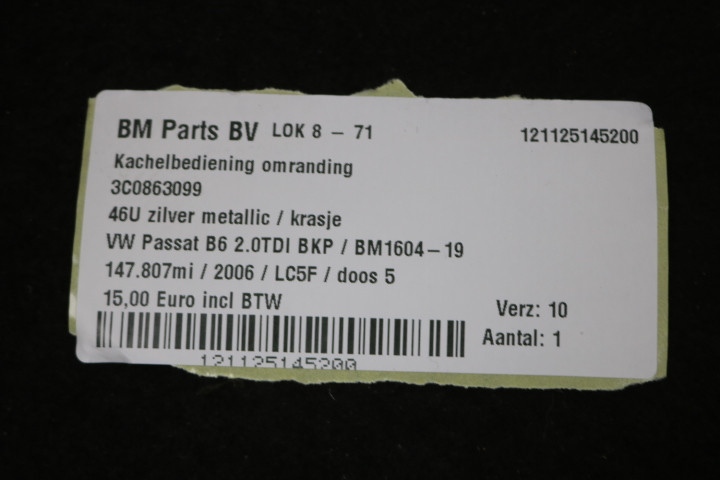 BM Parts BV LOK 8 - 71 121125145200
Kachelbediening omranding
3C0863099
46U zilver metallic / krasje
VW Passat B6 2.0TDI BKP / BM1604-19
147.807mi / 2006 / LC5F / doos 5
15,00 Euro incl BTW Verz: 10
Aantal: 1
121125145200